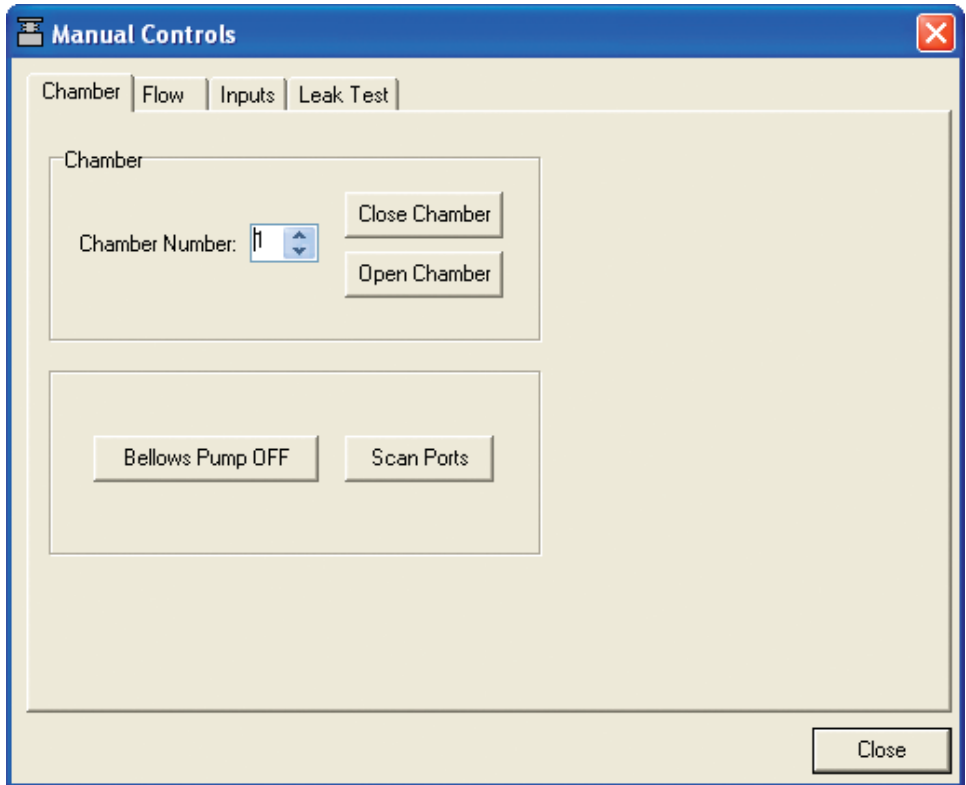 Manual Controls
Chamber Flow Inputs Leak Test
Chamber
Chamber Number: 1
Close Chamber
Open Chamber
Bellows Pump OFF Scan Ports
Close